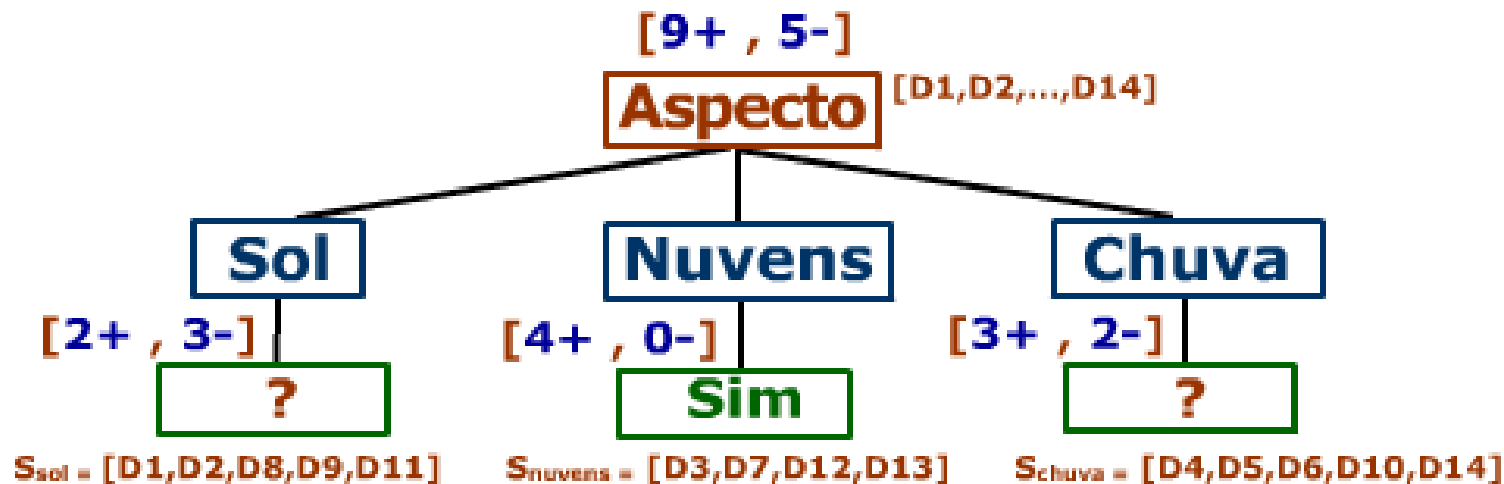 [9+ , 5-]
Aspecto [D1,D2,...,D14]
Sol Nuvens Chuva
[2+ , 3-] [4+ , 0-] [3+ , 2-]
? Sim ?
Ssol = [D1,D2,D8,D9,D11] Snuvens = [D3,D7,D12,D13] Schuva = [D4,D5,D6,D10,D14]